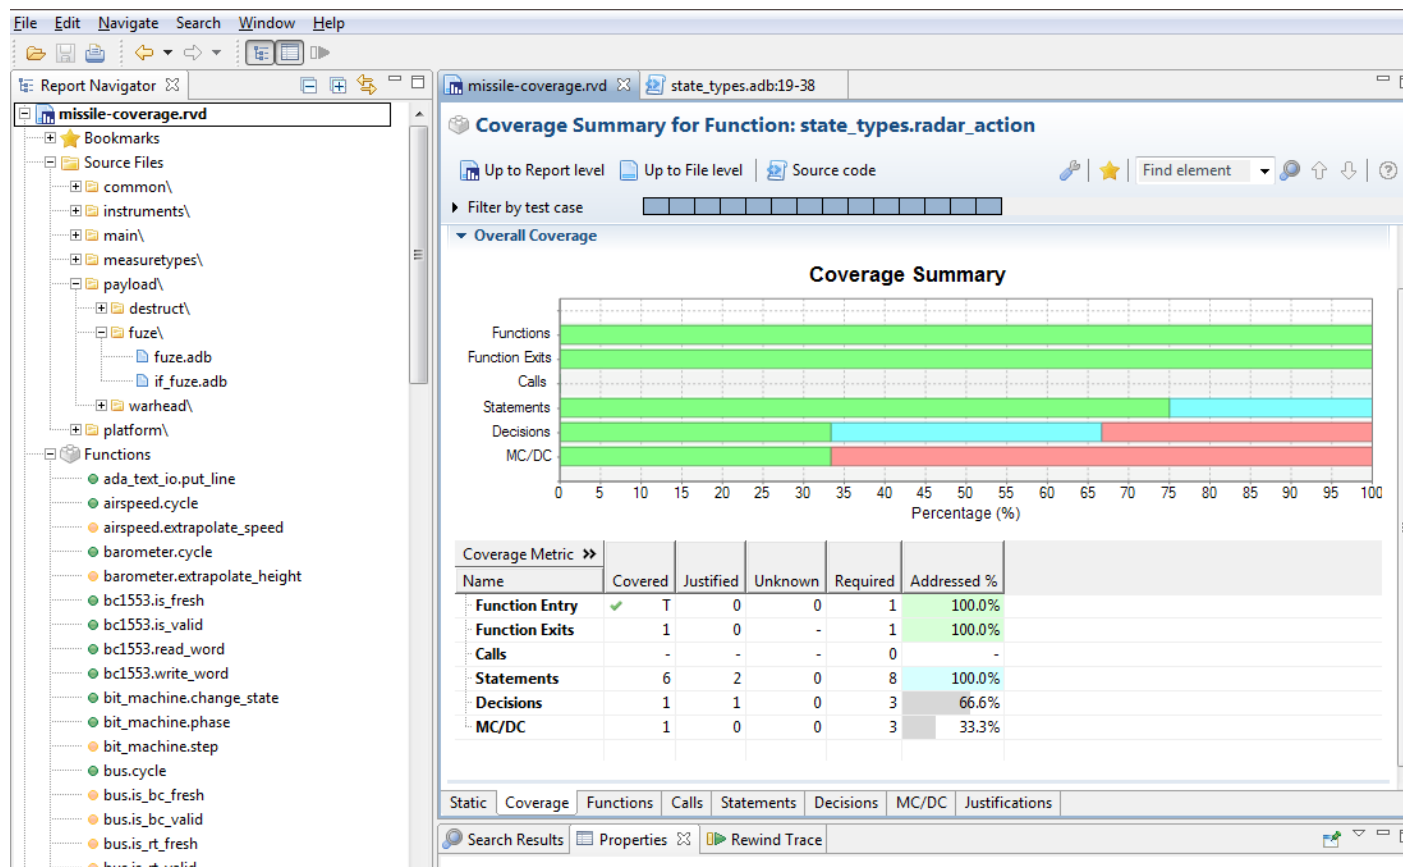 File Edit Navigate Search Window Help
Report Navigator
missile-coverage.rvd
Bookmarks
Source Files
common\
instruments\
main\
measuretypes\
payload\
destruct\
fuze\
fuze.adb
if_fuze.adb
warhead\
platform\
Functions
ada_text_io.put_line
airspeed.cycle
airspeed.extrapolate_speed
barometer.cycle
barometer.extrapolate_height
bc1553.is_fresh
bc1553.is_valid
bc1553.read_word
bc1553.write_word
bit_machine.change_state
bit_machine.phase
bit_machine.step
bus.cycle
bus.is_bc_fresh
bus.is_bc_valid
bus.is_rt_fresh
bus.is_rt_valid
missile-coverage.rvd state_types.adb:19-38
Coverage Summary for Function: state_types.radar_action
Up to Report level Up to File level Source code Find element
Filter by test case
Overall Coverage
Coverage Summary
Functions
Function Exits
Calls
Statements
Decisions
MC/DC
0 5 10 15 20 25 30 35 40 45 50 55 60 65 70 75 80 85 90 95 100
Percentage (%)
Coverage Metric »
Name Covered Justified Unknown Required Addressed %
Function Entry T 0 0 1 100.0%
Function Exits 1 0 - 1 100.0%
Calls - - - 0 -
Statements 6 2 0 8 100.0%
Decisions 1 1 0 3 66.6%
MC/DC 1 0 0 3 33.3%
Static Coverage Functions Calls Statements Decisions MC/DC Justifications
Search Results Properties Rewind Trace